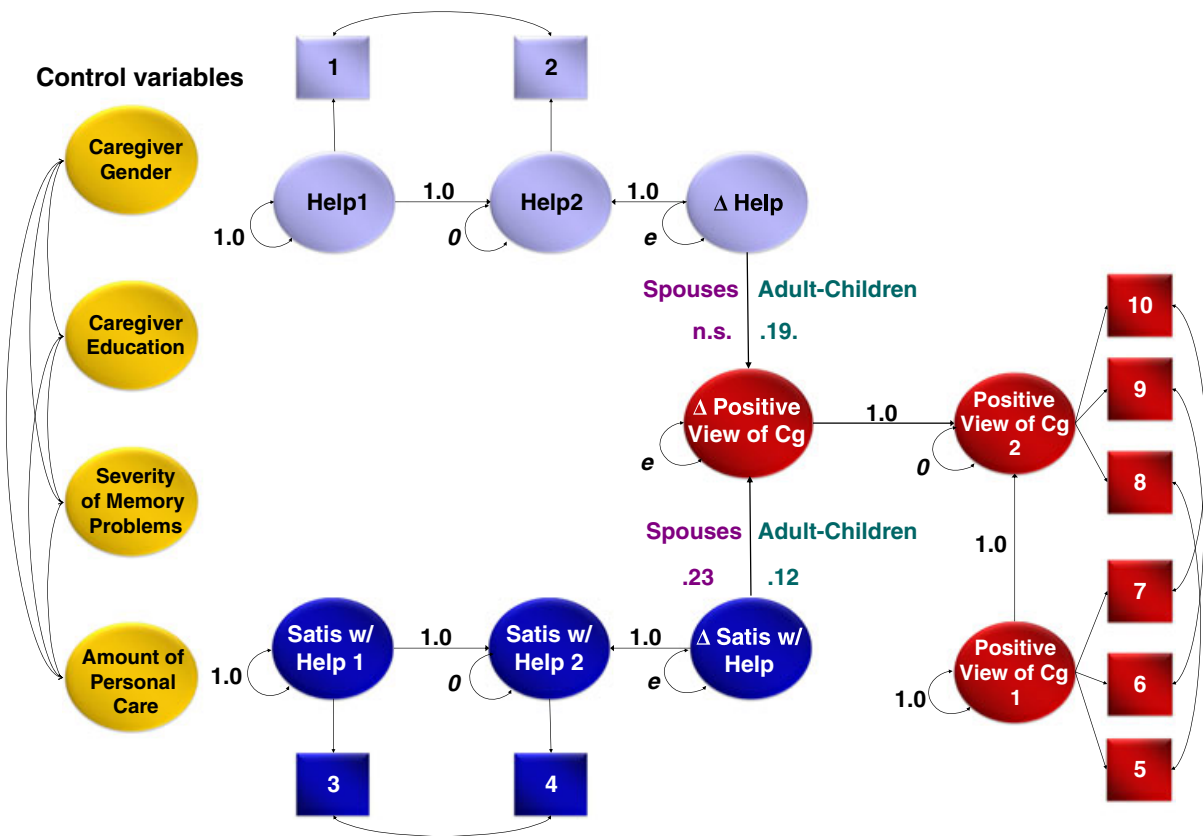 1
2
Control variables
Caregiver
Gender
Help1
1.0
Help2
1.0
Δ Help
1.0
0
e
Caregiver
Education
Spouses
Adult-Children
n.s.
.19.
10
9
8
Δ Positive
View of Cg
1.0
Positive
View of Cg
2
e
0
Severity
of Memory
Problems
Spouses
Adult-Children
.23
.12
1.0
7
6
5
Amount of
Personal
Care
Satis w/
Help 1
1.0
Satis w/
Help 2
1.0
Δ Satis w/
Help
1.0
0
e
Positive
View of Cg
1
1.0
3
4